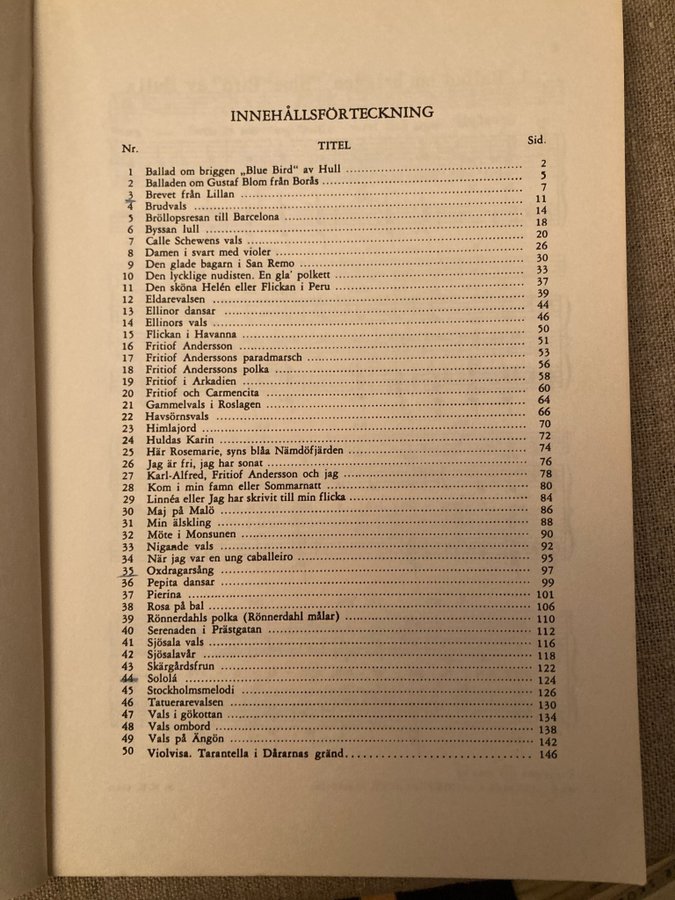 INNEHÅLLSFÖRTECKNING
Nr. TITEL Sid.
1 Ballad om briggen „Blue Bird“ av Hull 2
2 Balladen om Gustaf Blom från Borås 5
3 Brevet från Lillan 7
4 Brudvals 11
5 Bröllopsresan till Barcelona 14
6 Byssan lull 18
7 Calle Schewens vals 20
8 Damen i svart med violer 26
9 Den glade bagarn i San Remo 30
10 Den lycklige nudisten. En gla' polkett 33
11 Den sköna Helén eller Flickan i Peru 37
12 Eldarevalsen 39
13 Ellinor dansar 44
14 Ellinors vals 46
15 Flickan i Havanna 50
16 Fritiof Andersson 51
17 Fritiof Anderssons paradmarsch 53
18 Fritiof Anderssons polka 56
19 Fritiof i Arkadien 58
20 Fritiof och Carmencita 60
21 Gammelvals i Roslagen 64
22 Havsörnsvals 66
23 Himlajord 70
24 Huldas Karin 72
25 Här Rosemarie, syns blåa Nämdöfjärden 74
26 Jag är fri, jag har sonat 76
27 Karl-Alfred, Fritiof Andersson och jag 78
28 Kom i min famn eller Sommarnatt 80
29 Linnéa eller Jag har skrivit till min flicka 84
30 Maj på Malö 86
31 Min älskling 88
32 Möte i Monsunen 90
33 Nigande vals 92
34 När jag var en ung caballeiro 95
35 Oxdragarsång 97
36 Pepita dansar 99
37 Pierina 101
38 Rosa på bal 106
39 Rönnerdahls polka (Rönnerdahl målar) 110
40 Serenaden i Prästgatan 112
41 Sjösala vals 116
42 Sjösalavår 118
43 Skärgårdsfrun 122
44 Sololá 124
45 Stockholmsmelodi 126
46 Tatuerarevalsen 130
47 Vals i gökottan 134
48 Vals ombord 138
49 Vals på Ängön 142
50 Violvisa. Tarantella i Dårarnas gränd 146